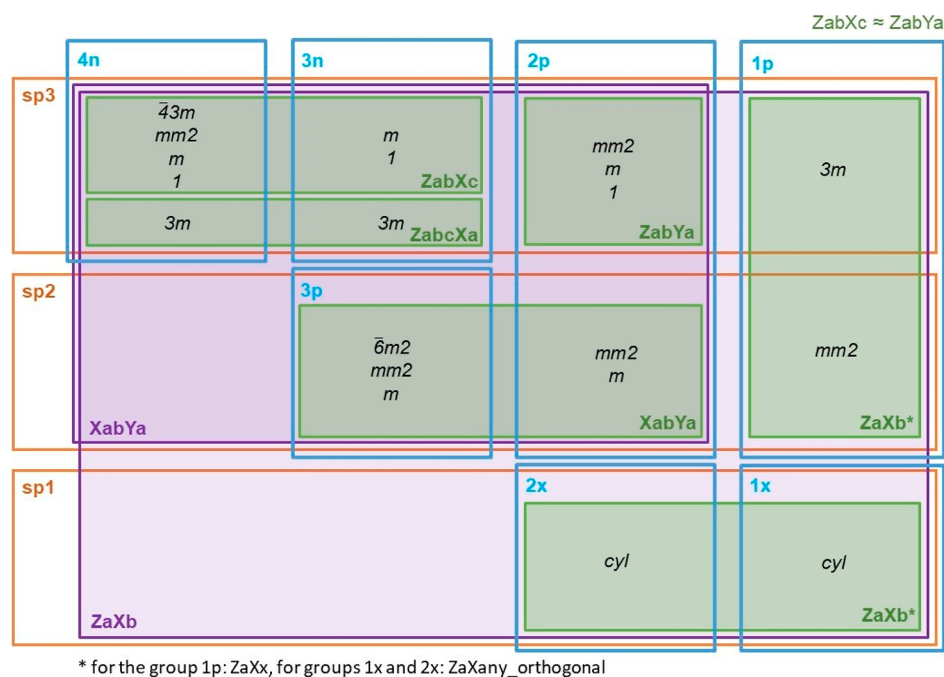 ZabXc ≈ ZabYa
4n
3n
2p
1p
sp3
4̅3m
mm2
m
1
m
1
ZabXc
3m
3m
ZabcXa
mm2
m
1
ZabYa
3m
sp2
3p
6̅m2
mm2
m
mm2
m
mm2
XabYa
XabYa
ZaXb*
sp1
2x
1x
cyl
cyl
ZaXb
ZaXb*
* for the group 1p: ZaXx, for groups 1x and 2x: ZaXany_orthogonal